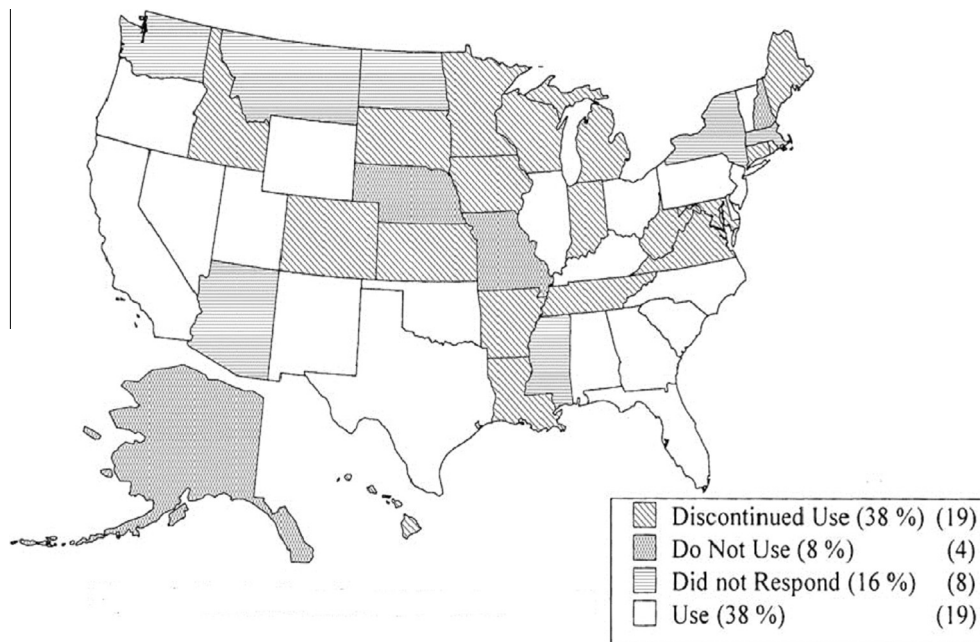 Discontinued Use (38 %) (19)
Do Not Use (8 %) (4)
Did not Respond (16 %) (8)
Use (38 %) (19)